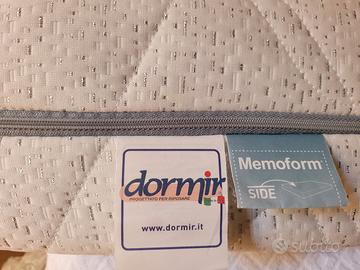 dormir
PROGETTATO PER RIPOSARE
www.dormir.it
Memoform
SIDE
subito